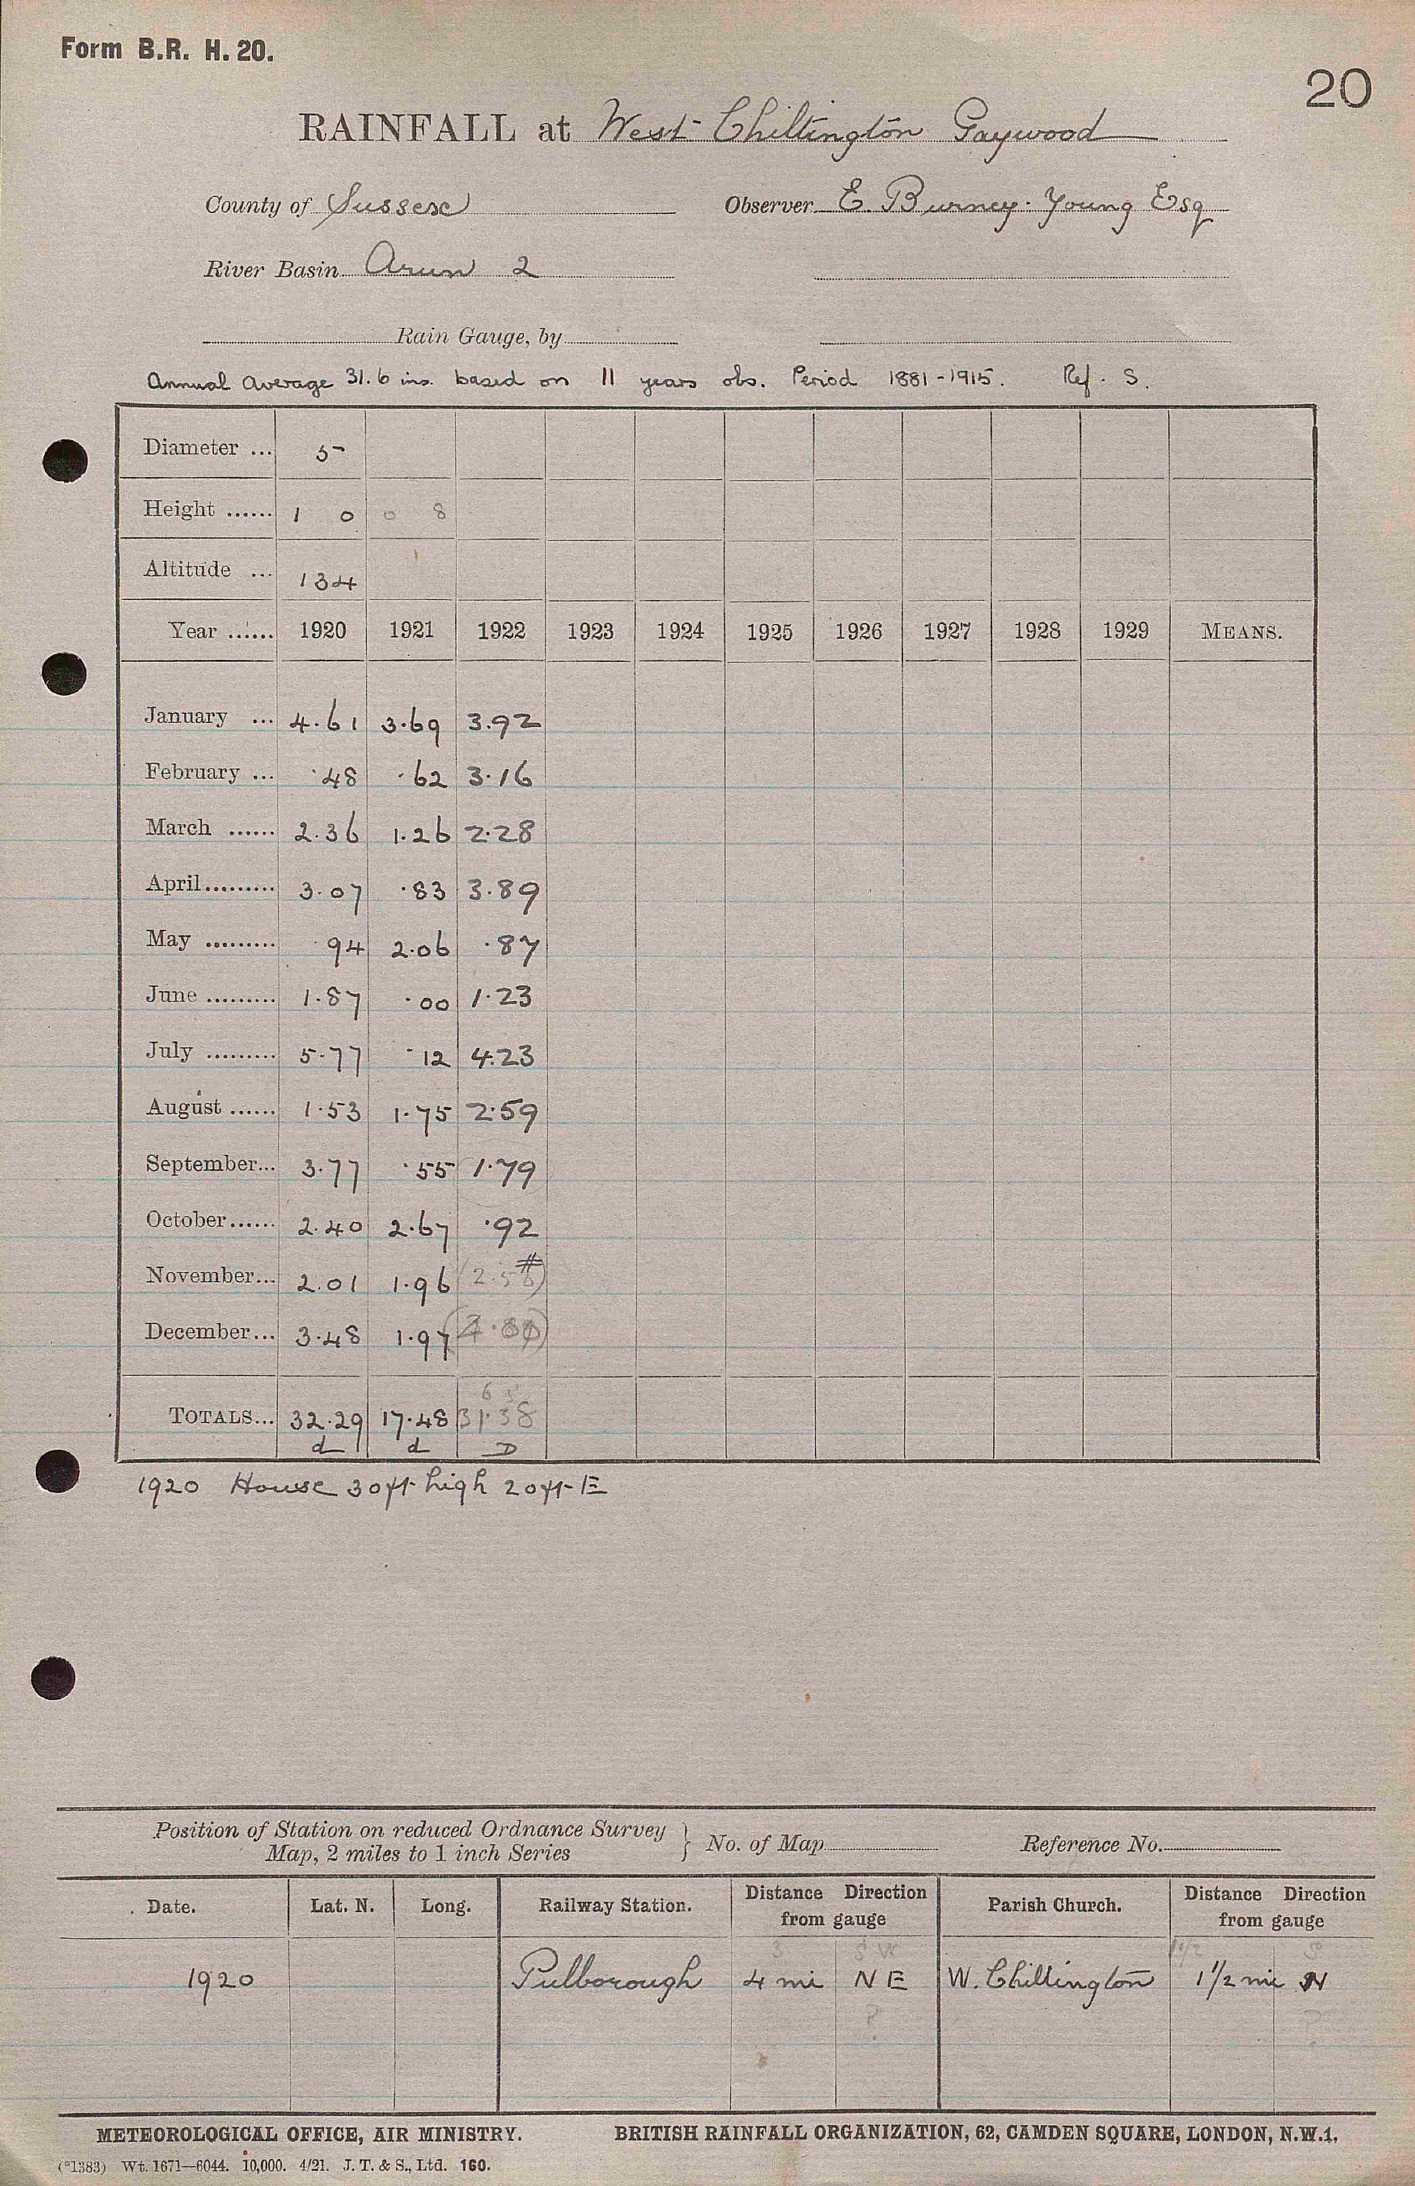 Form B.R. H. 20.
20
RAINFALL at West Chiltington Gaywood
County of Sussex Observer E. Burney-Young Esq
River Basin Arun 2
Rain Gauge, by
Annual Average 31.6 ins. based on 11 years obs. Period 1881-1915. Ref. S.
Diameter ... 5
Height ...... 1 0 0 8
Altitude ... 134
Year ...... 1920 1921 1922 1923 1924 1925 1926 1927 1928 1929 MEANS.
January ... 4.61 3.69 3.92
February ... .48 .62 3.16
March ...... 2.36 1.26 2.28
April......... 3.07 .83 3.89
May ......... .94 2.06 .87
June ......... 1.87 .00 1.23
July ......... 5.77 .12 4.23
August ...... 1.53 1.75 2.59
September... 3.77 .55 1.79
October...... 2.40 2.67 .92
November... 2.01 1.96 #
December... 3.48 1.97
6 5
TOTALS... 32.29 17.48 31.38
d d D
1920 House 30ft high 20ft E
Position of Station on reduced Ordnance Survey
Map, 2 miles to 1 inch Series } No. of Map Reference No.
Date. Lat. N. Long. Railway Station. Distance Direction from gauge Parish Church. Distance Direction from gauge
3 SW 1 1/2 S
1920 Pulborough 4 mi NE W. Chillington 1 1/2 mi N
? ?
METEOROLOGICAL OFFICE, AIR MINISTRY. BRITISH RAINFALL ORGANIZATION, 62, CAMDEN SQUARE, LONDON, N.W.1.
(*1383) Wt. 1671—6044. 10,000. 4/21. J. T. & S., Ltd. 160.